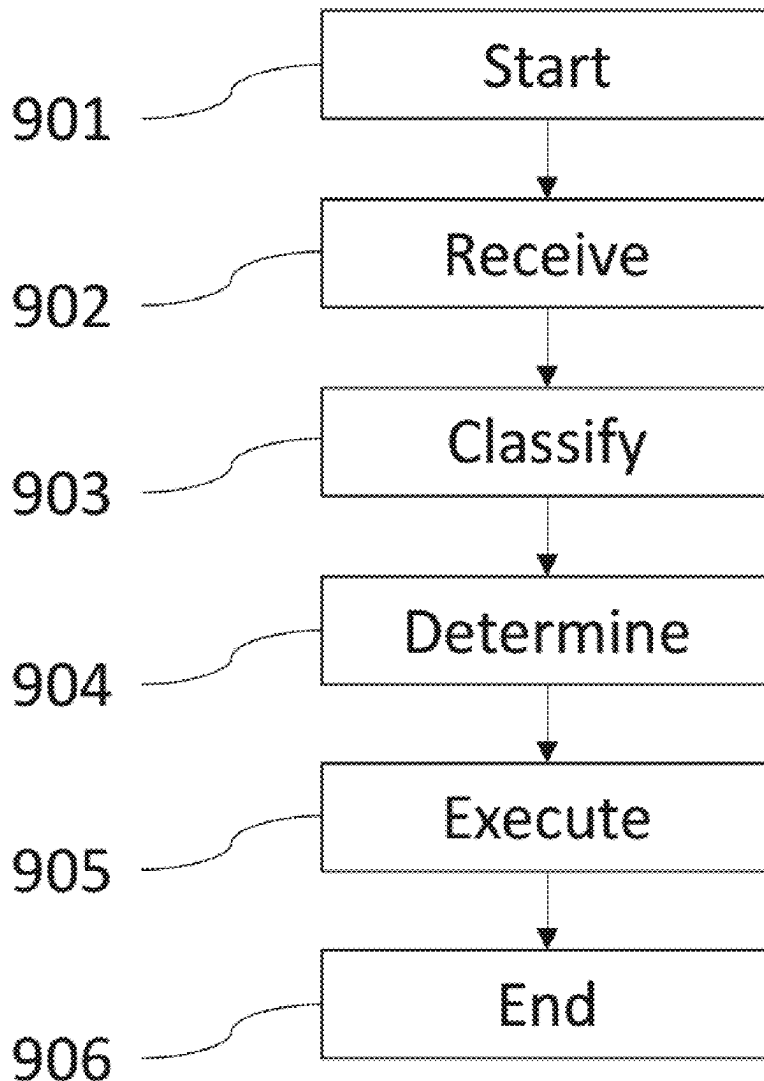 Start
901
Receive
902
Classify
903
Determine
904
Execute
905
End
906